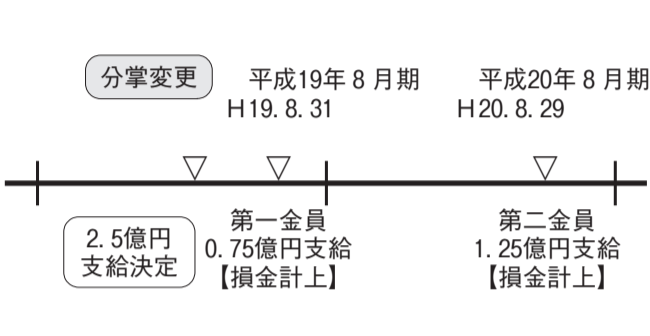 分掌変更
平成19年8月期
H19.8.31
平成20年8月期
H20.8.29
2.5億円
支給決定
第一金員
0.75億円支給
【損金計上】
第二金員
1.25億円支給
【損金計上】